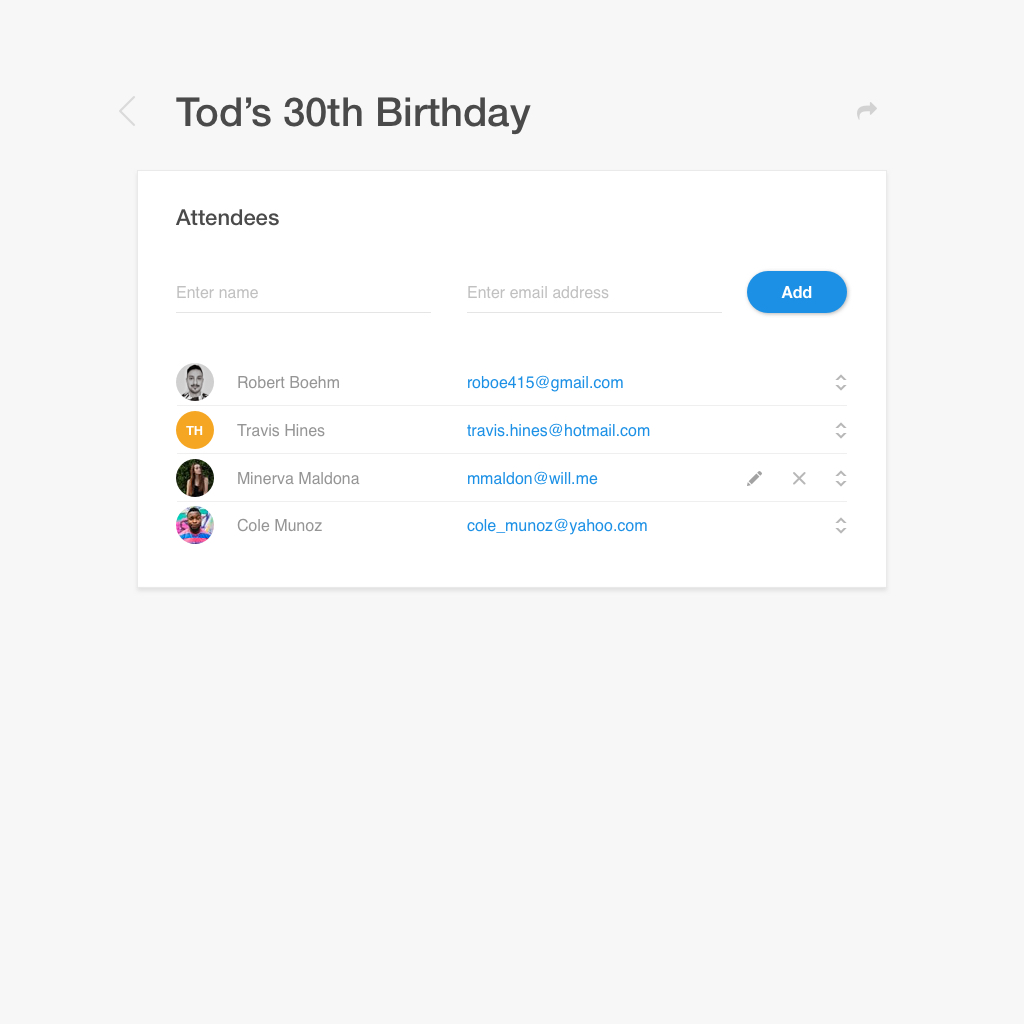 Tod’s 30th Birthday
Attendees
Enter name Enter email address Add
Robert Boehm roboe415@gmail.com
TH Travis Hines travis.hines@hotmail.com
Minerva Maldona mmaldon@will.me
Cole Munoz cole_munoz@yahoo.com